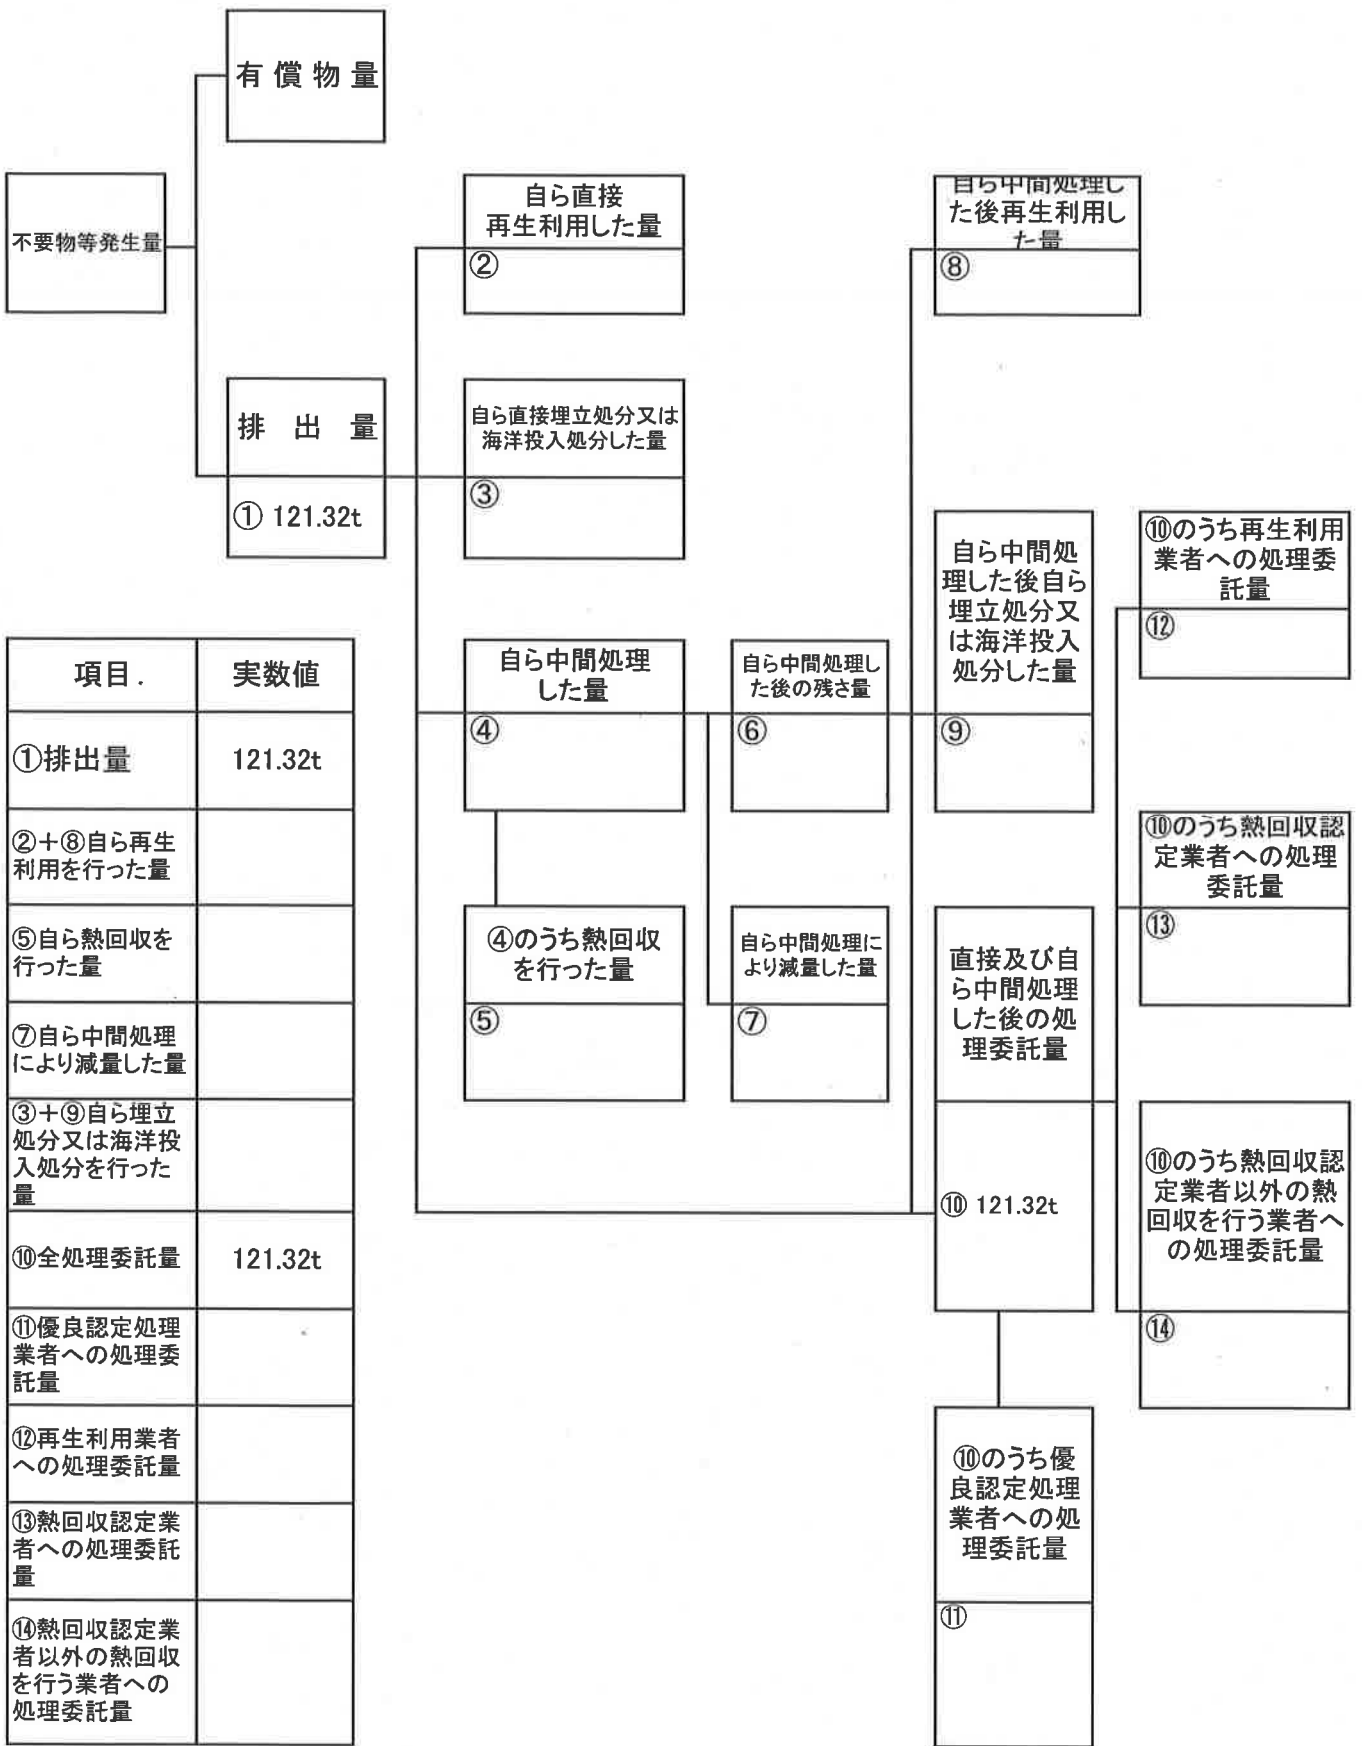 有償物量
不要物等発生量
自ら直接
再生利用した量
②
自ら中間処理し
た後再生利用し
た量
⑧
排出量
① 121.32t
自ら直接埋立処分又は
海洋投入処分した量
③
自ら中間処理
した量
④
自ら中間処理し
た後の残さ量
⑥
自ら中間処
理した後自ら
埋立処分又
は海洋投入
処分した量
⑨
⑩のうち再生利用
業者への処理委
託量
⑫
④のうち熱回収
を行った量
⑤
自ら中間処理に
より減量した量
⑦
直接及び自
ら中間処理
した後の処
理委託量
⑩ 121.32t
⑩のうち熱回収認
定業者への処理
委託量
⑬
⑩のうち熱回収認
定業者以外の熱
回収を行う業者へ
の処理委託量
⑭
⑩のうち優
良認定処理
業者への処
理委託量
⑪
項目. 実数値
①排出量 121.32t
②+⑧自ら再生
利用を行った量
⑤自ら熱回収を
行った量
⑦自ら中間処理
により減量した量
③+⑨自ら埋立
処分又は海洋投
入処分を行った
量
⑩全処理委託量 121.32t
⑪優良認定処理
業者への処理委
託量
⑫再生利用業者
への処理委託量
⑬熱回収認定業
者への処理委託
量
⑭熱回収認定業
者以外の熱回収
を行う業者への
処理委託量